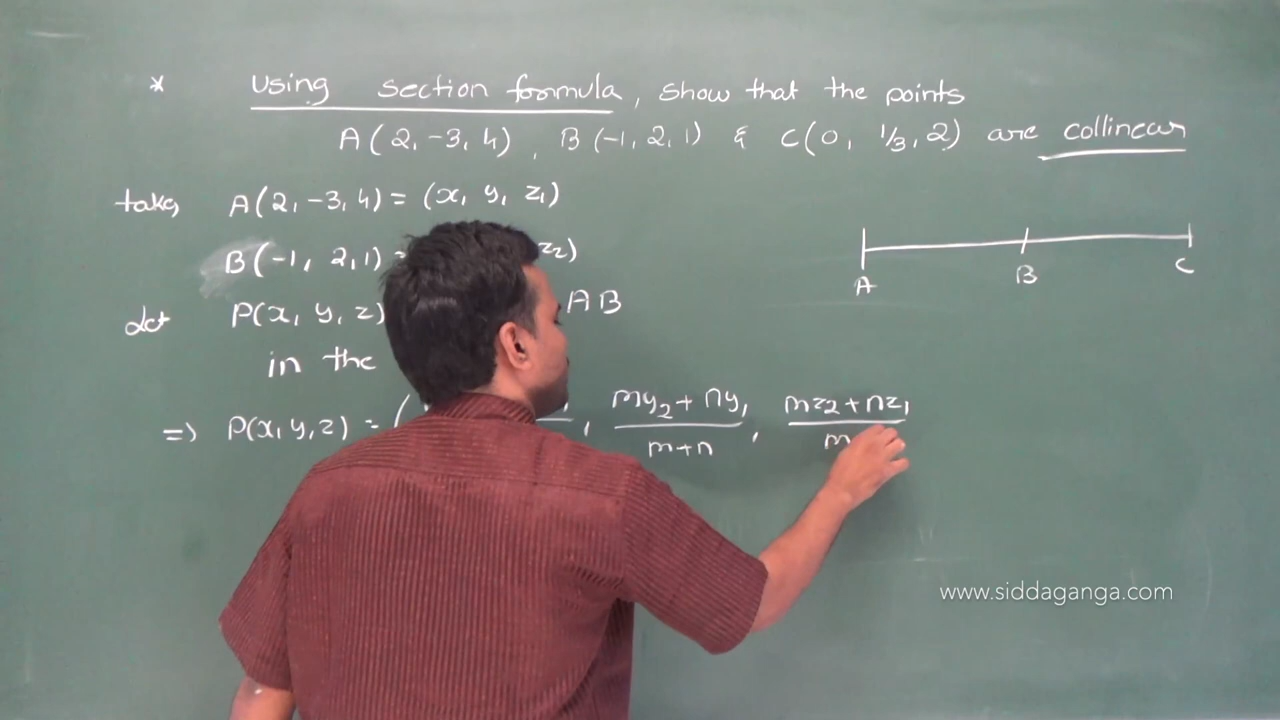 * Using section formula, show that the points
A(2, -3, 4), B(-1, 2, 1) & C(0, 1/3, 2) are collinear
take, A(2, -3, 4) = (x, y, z₁)
B(-1, 2, 1) = z₂)
A B C
Let P(x, y, z) AB
in the
=> P(x, y, z) = ( , my₂ + ny₁ / m+n , mz₂ + nz₁ / m
www.siddaganga.com